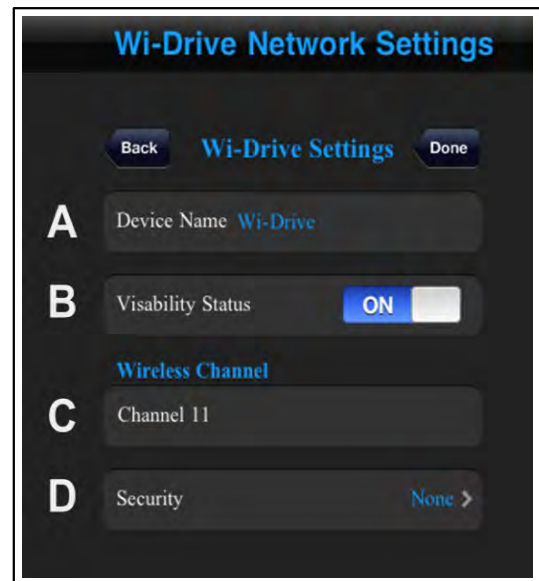 Wi-Drive Network Settings
Back Wi-Drive Settings Done
A Device Name Wi-Drive
B Visability Status ON
Wireless Channel
C Channel 11
D Security None >